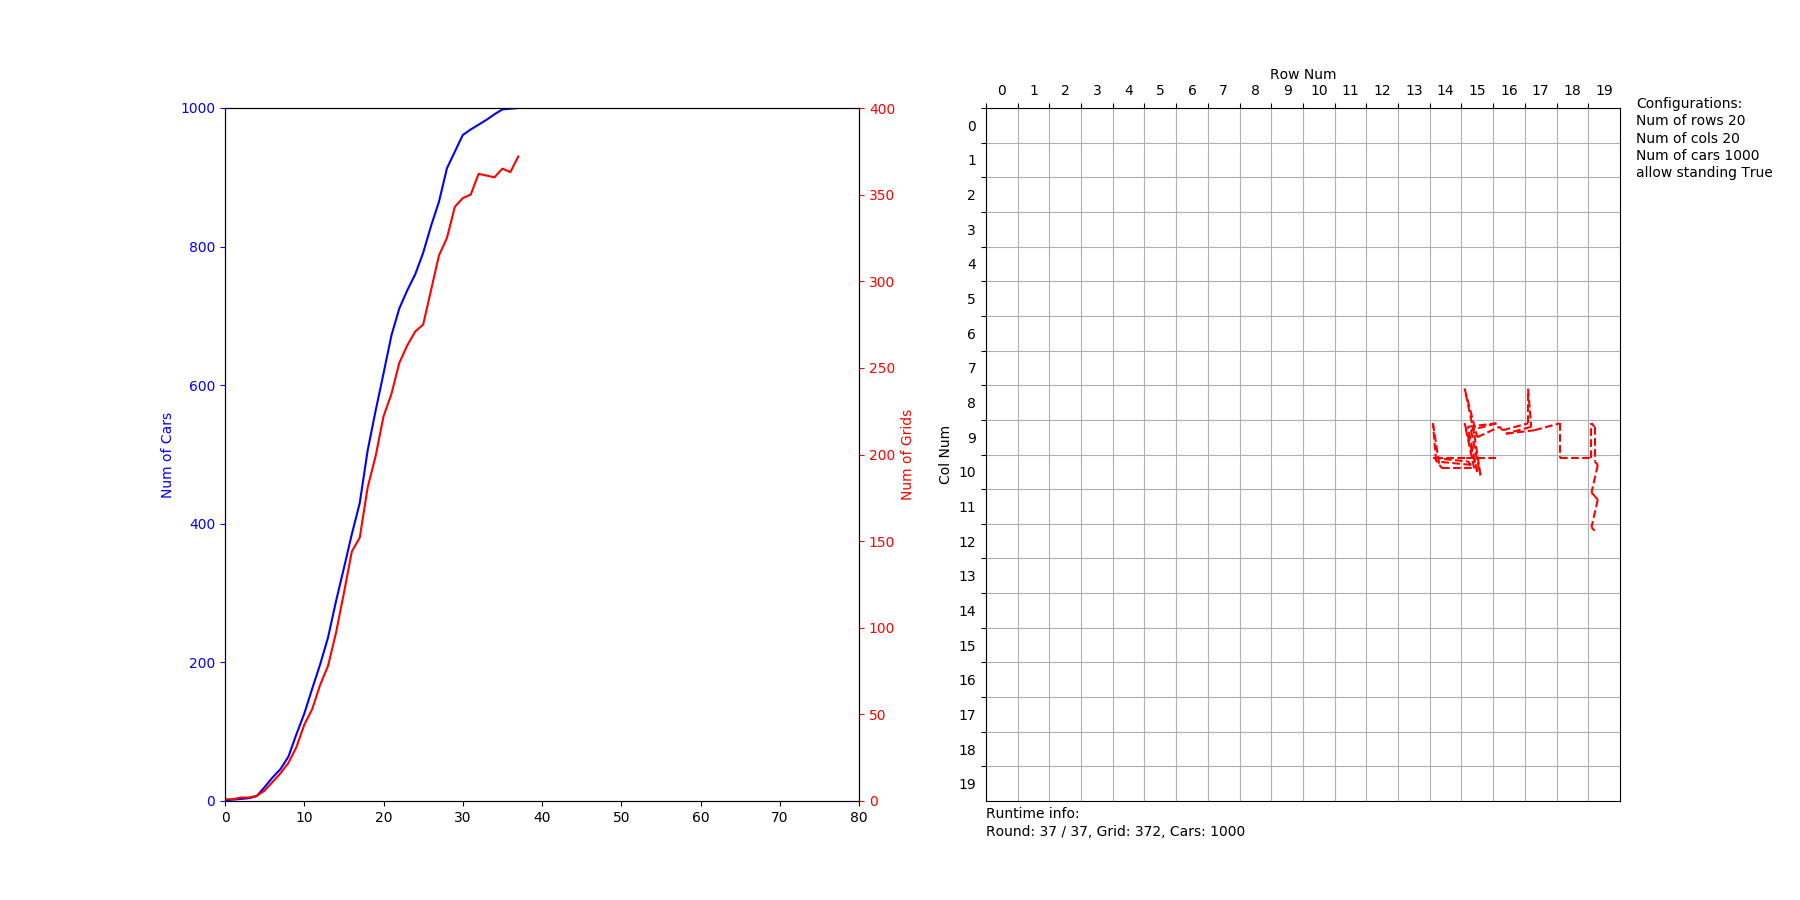 Row Num
0 1 2 3 4 5 6 7 8 9 10 11 12 13 14 15 16 17 18 19
Configurations:
Num of rows 20
Num of cols 20
Num of cars 1000
allow standing True
1000
800
600
400
200
0
Num of Cars
0 10 20 30 40 50 60 70 80
400
350
300
250
200
150
100
50
0
Num of Grids
Col Num
0
1
2
3
4
5
6
7
8
9
10
11
12
13
14
15
16
17
18
19
Runtime info:
Round: 37 / 37, Grid: 372, Cars: 1000